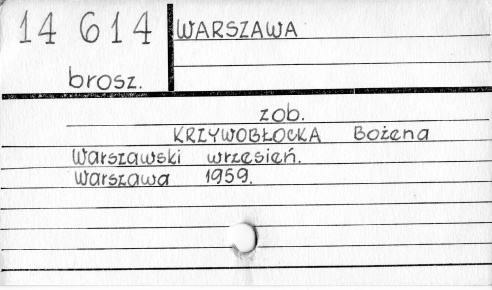 14 614
WARSZAWA
brosz.
zob.
KRZYWOBŁOCKA Bożena
Warszawski wrzesień.
Warszawa 1959.